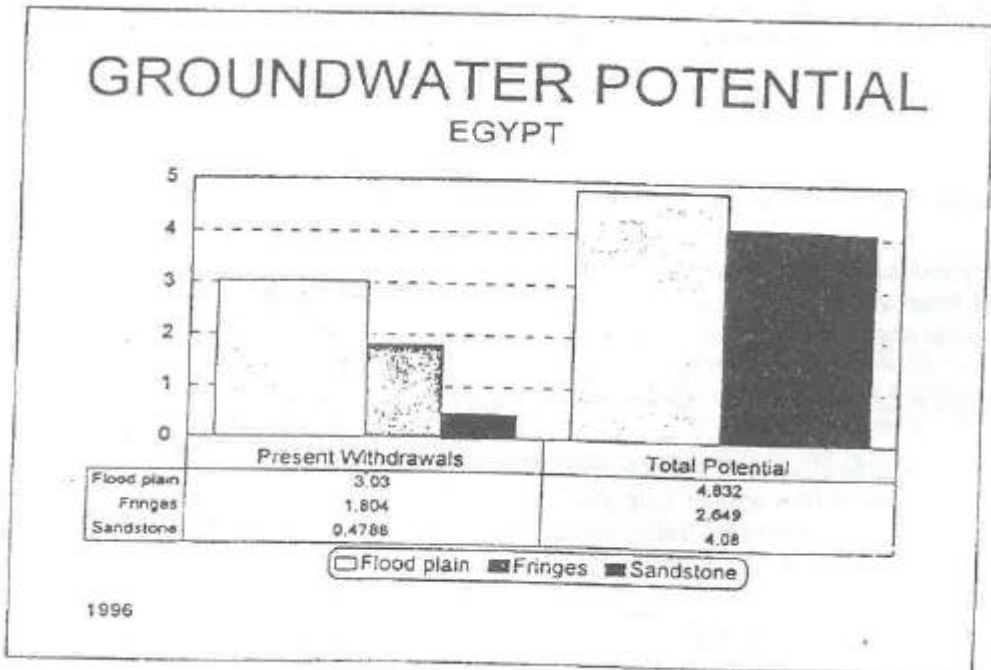 GROUNDWATER POTENTIAL
EGYPT
5
4
3
2
1
0
Present Withdrawals Total Potential
Flood plain 3.03 4.832
Fringes 1.804 2.649
Sandstone 0.4786 4.08
Flood plain Fringes Sandstone
1996